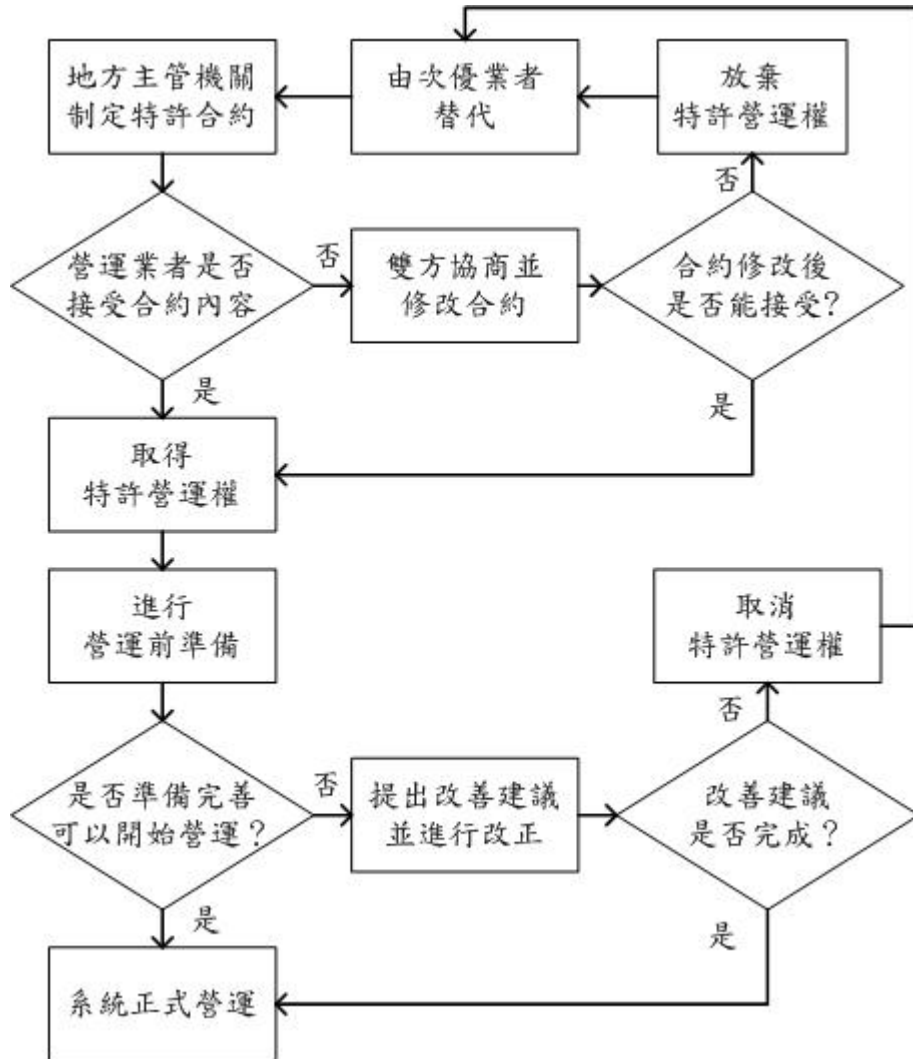 地方主管機關
制定特許合約
由次優業者
替代
放棄
特許營運權
否
營運業者是否
接受合約內容
否
雙方協商並
修改合約
合約修改後
是否能接受?
是
是
取得
特許營運權
進行
營運前準備
取消
特許營運權
否
是否準備完善
可以開始營運?
否
提出改善建議
並進行改正
改善建議
是否完成?
是
是
系統正式營運